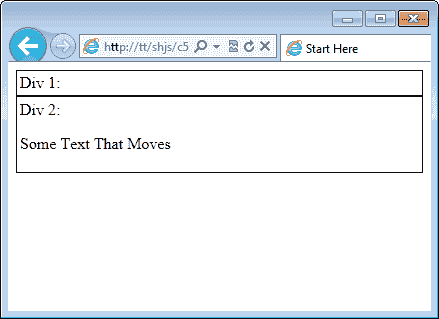 http://tt/shjs/c5
Start Here
Div 1:
Div 2:
Some Text That Moves